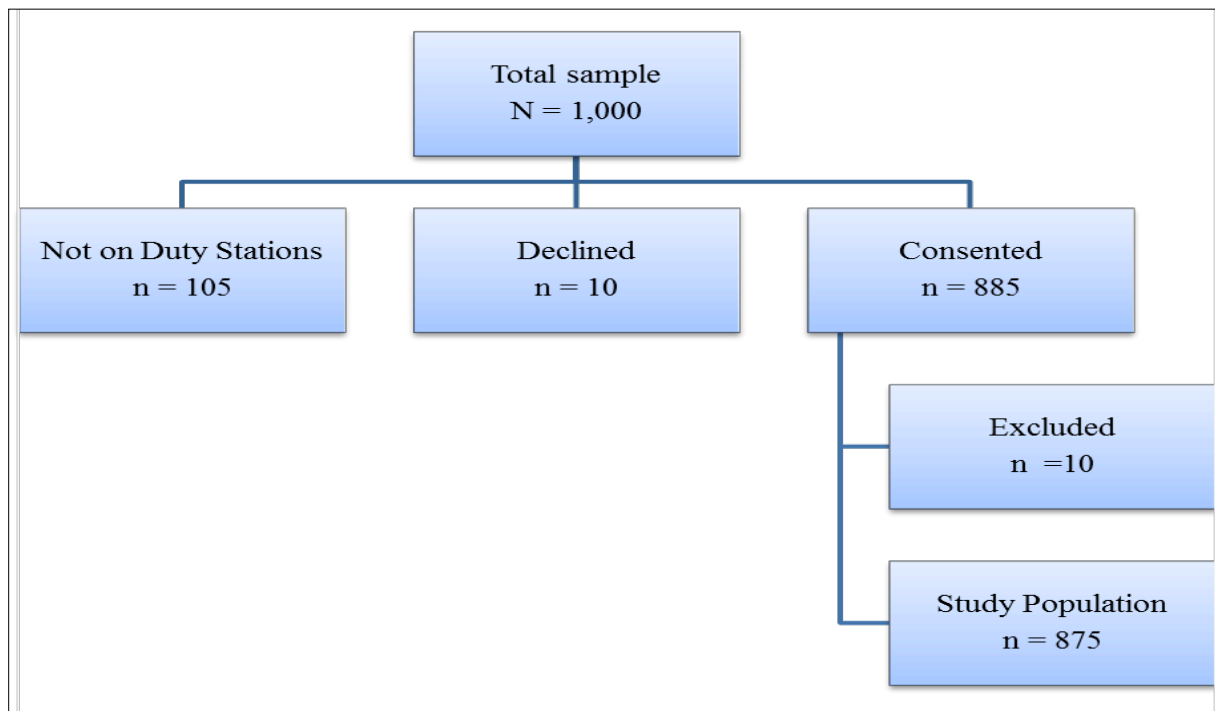 Total sample
N = 1,000
Not on Duty Stations
n = 105
Declined
n = 10
Consented
n = 885
Excluded
n  =10
Study Population
n = 875